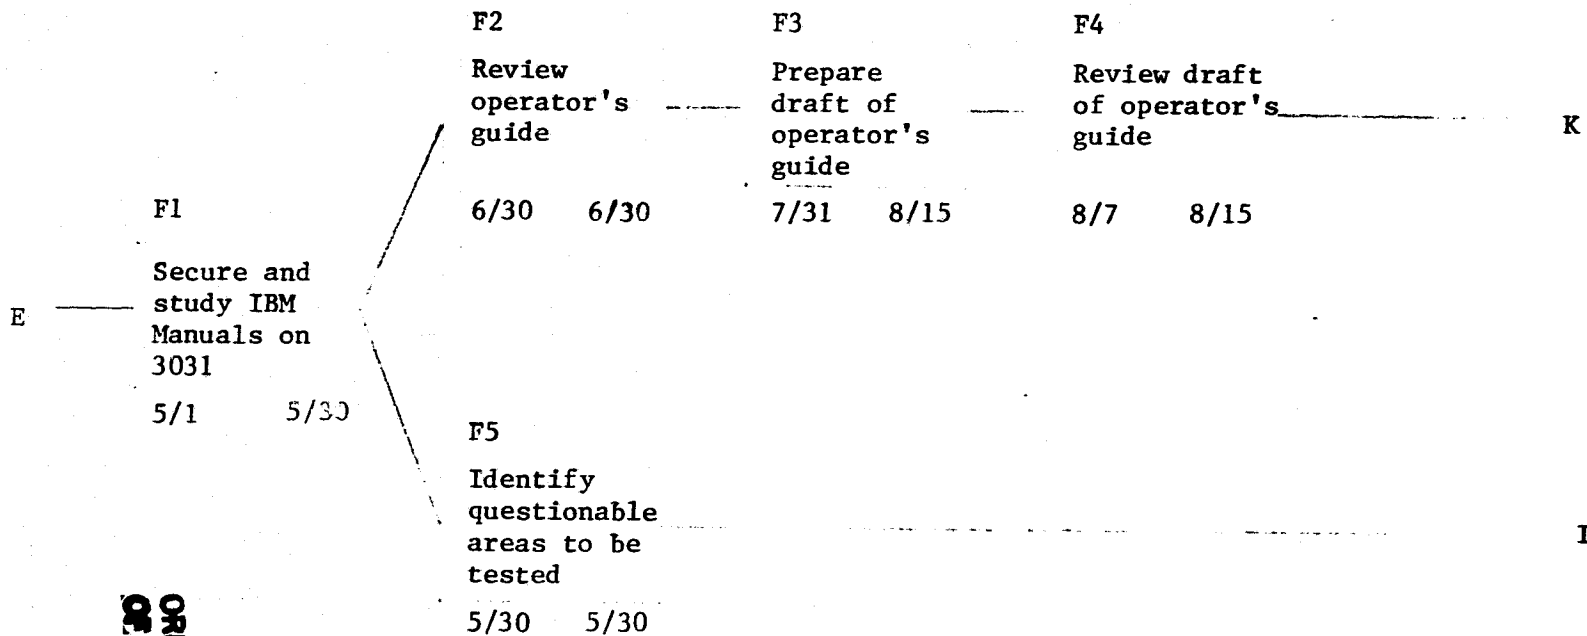 F2
Review
operator's
guide
6/30 6/30
F3
Prepare
draft of
operator's
guide
7/31 8/15
F4
Review draft
of operator's
guide
8/7 8/15
K
E
F1
Secure and
study IBM
Manuals on
3031
5/1 5/30
F5
Identify
questionable
areas to be
tested
5/30 5/30
I